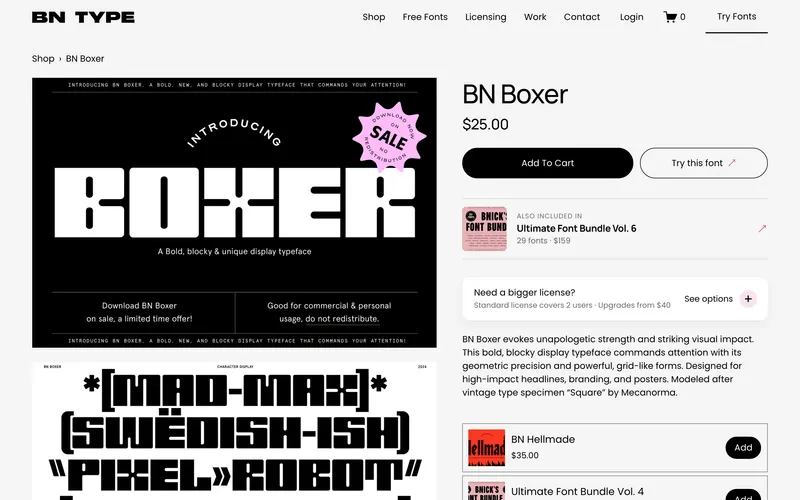 BN TYPE
Shop Free Fonts Licensing Work Contact Login 0 Try Fonts
Shop › BN Boxer
INTRODUCING BN BOXER, A BOLD, NEW, AND BLOCKY DISPLAY TYPEFACE THAT COMMANDS YOUR ATTENTION!
INTRODUCING
DOWNLOAD NOW
ON
SALE
NO
REDISTRIBUTION
BOXER
A Bold, blocky & unique display typeface
Download BN Boxer
on sale, a limited time offer!
Good for commercial & personal
usage, do not redistribute.
INTRODUCING BN BOXER, A BOLD, NEW, AND BLOCKY DISPLAY TYPEFACE THAT COMMANDS YOUR ATTENTION!
BN BOXER CHARACTER DISPLAY 2024
*[MAD-MAX]*
(SWËDISH-ISH)
“PIXEL»ROBOT”
BN Boxer
$25.00
Add To Cart
Try this font
BNICK'S
FONT BUND
ALSO INCLUDED IN
Ultimate Font Bundle Vol. 6
29 fonts · $159
Need a bigger license?
Standard license covers 2 users · Upgrades from $40
See options +
BN Boxer evokes unapologetic strength and striking visual impact.
This bold, blocky display typeface commands attention with its
geometric precision and powerful, grid-like forms. Designed for
high-impact headlines, branding, and posters. Modeled after
vintage type specimen “Square” by Mecanorma.
hellmad
BN Hellmade
$35.00
Add
BNICK'S
Ultimate Font Bundle Vol. 4
Add